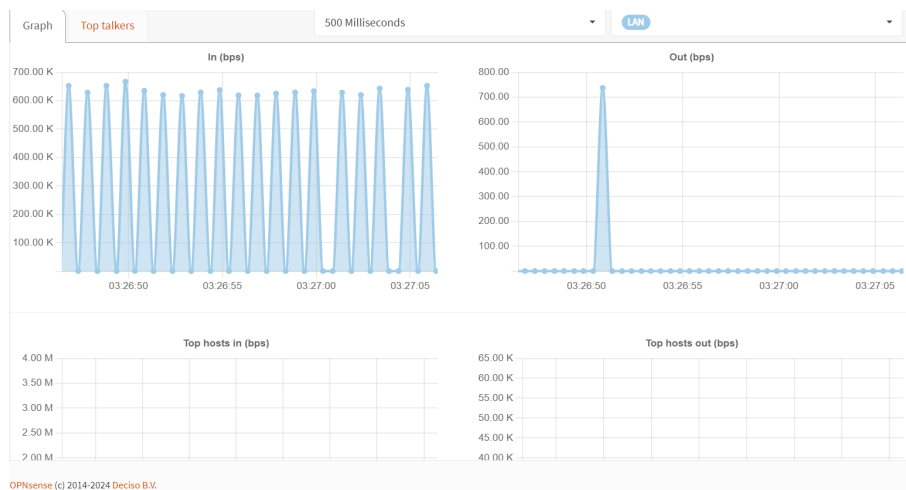 Graph
Top talkers
500 Milliseconds
LAN
In (bps)
700.00 K
600.00 K
500.00 K
400.00 K
300.00 K
200.00 K
100.00 K
03:26:50 03:26:55 03:27:00 03:27:05
Out (bps)
800.00
700.00
600.00
500.00
400.00
300.00
200.00
100.00
03:26:50 03:26:55 03:27:00 03:27:05
Top hosts in (bps)
4.00 M
3.50 M
3.00 M
2.50 M
2.00 M
Top hosts out (bps)
65.00 K
60.00 K
55.00 K
50.00 K
45.00 K
40.00 K
OPNsense (c) 2014-2024 Deciso B.V.